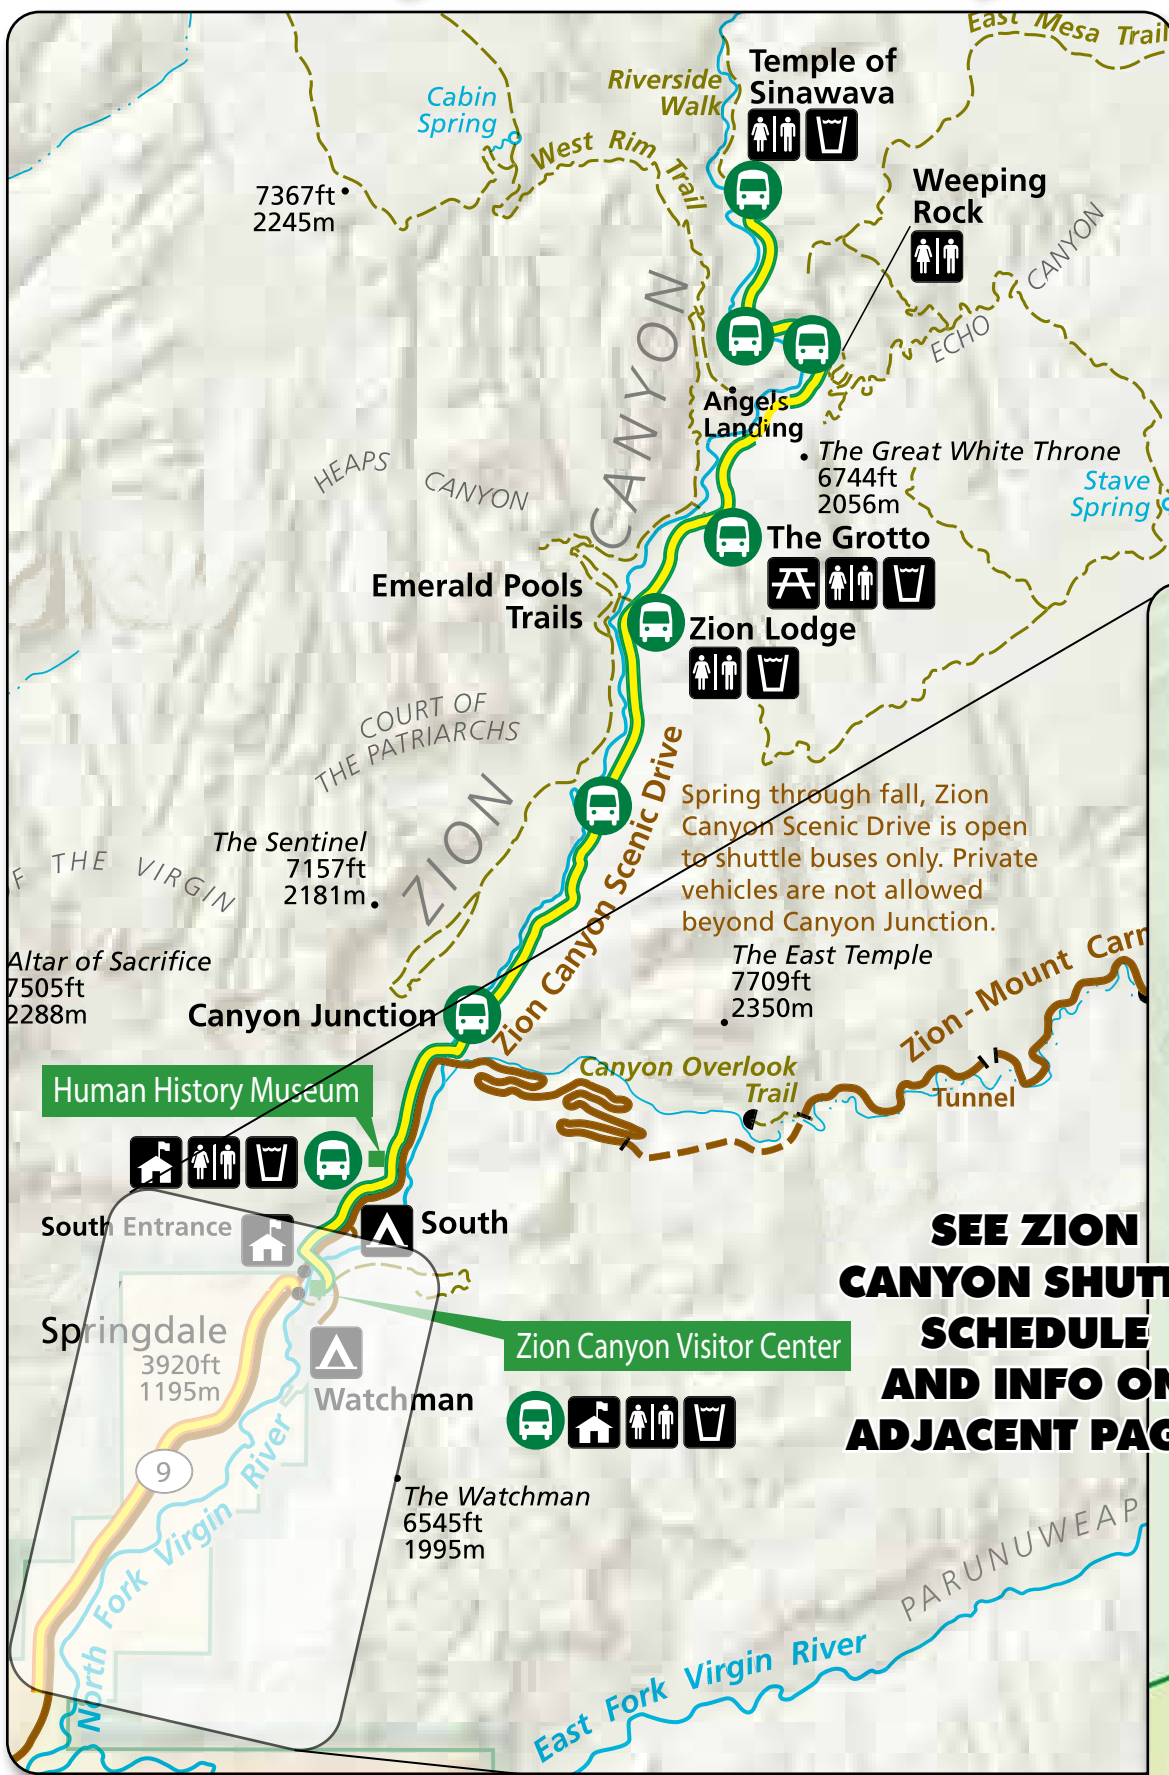 East Mesa Trail
Temple of
Sinawava
Riverside
Walk
Cabin
Spring
West Rim Trail
Weeping
Rock
7367ft
2245m
CANYON
ECHO
CANYON
Angels
Landing
The Great White Throne
6744ft
2056m
HEAPS
CANYON
Stave
Spring
The Grotto
Emerald Pools
Trails
Zion Lodge
COURT OF
THE PATRIARCHS
ZION
Zion Canyon Scenic Drive
Spring through fall, Zion
Canyon Scenic Drive is open
to shuttle buses only. Private
vehicles are not allowed
beyond Canyon Junction.
The Sentinel
7157ft
2181m
F THE VIRGIN
Altar of Sacrifice
7505ft
2288m
The East Temple
7709ft
2350m
Canyon Junction
Zion-Mount Carm
Canyon Overlook
Trail
Tunnel
Human History Museum
South Entrance
South
SEE ZION
CANYON SHUTT
SCHEDULE
AND INFO ON
ADJACENT PAG
Springdale
3920ft
1195m
Zion Canyon Visitor Center
Watchman
9
The Watchman
6545ft
1995m
North Fork Virgin River
PARUNUWEAP
East Fork Virgin River